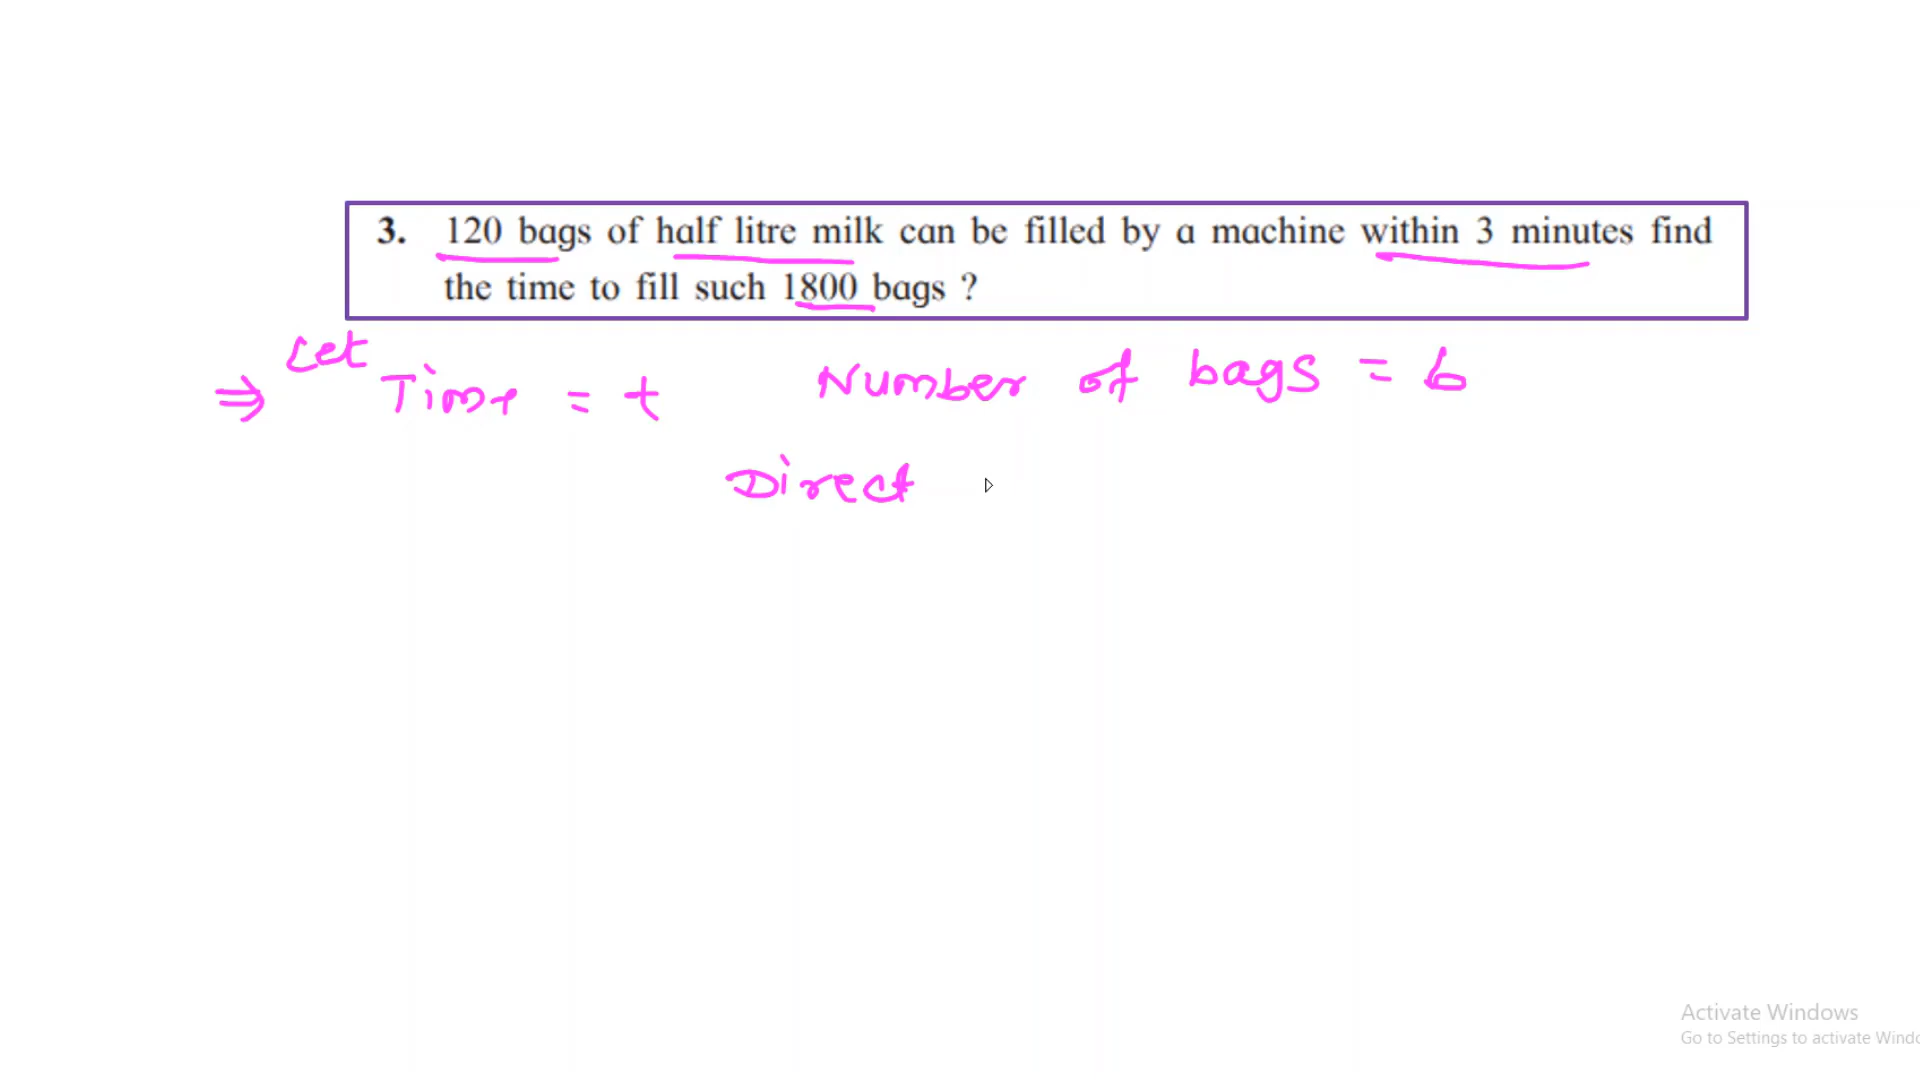 3. 120 bags of half litre milk can be filled by a machine within 3 minutes find
the time to fill such 1800 bags ?
⇒ Let Time = t Number of bags = b
Direct
Activate Windows
Go to Settings to activate Windo